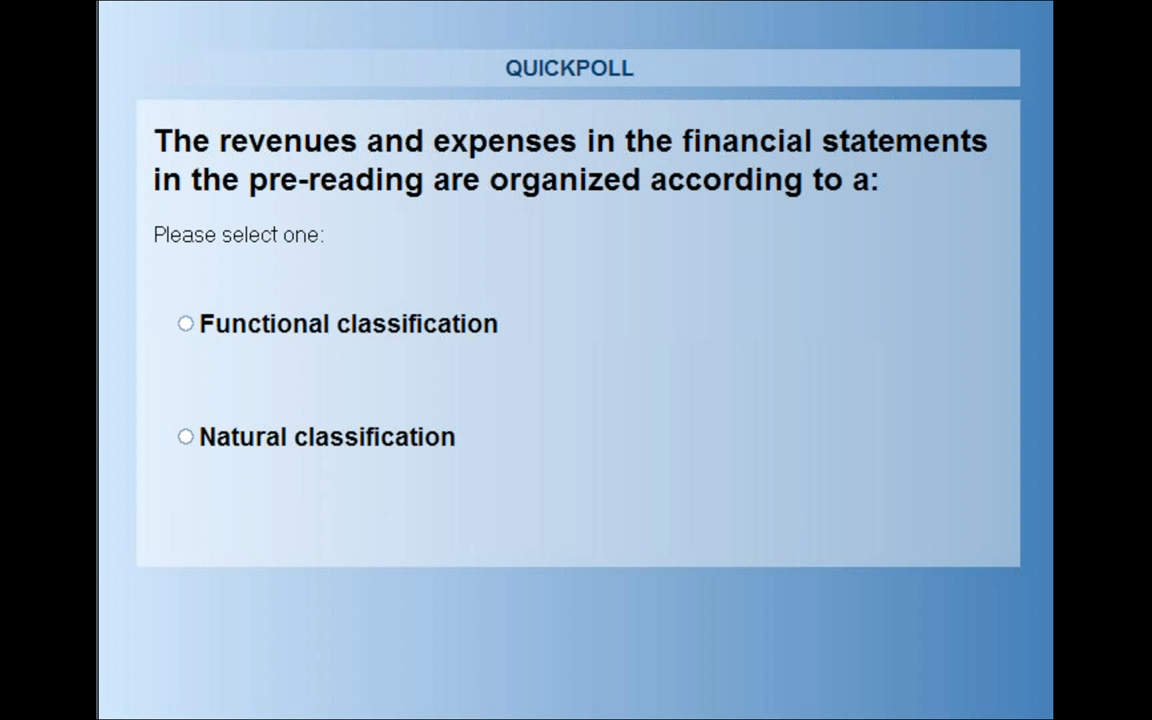 QUICKPOLL
The revenues and expenses in the financial statements
in the pre-reading are organized according to a:
Please select one:
Functional classification
Natural classification